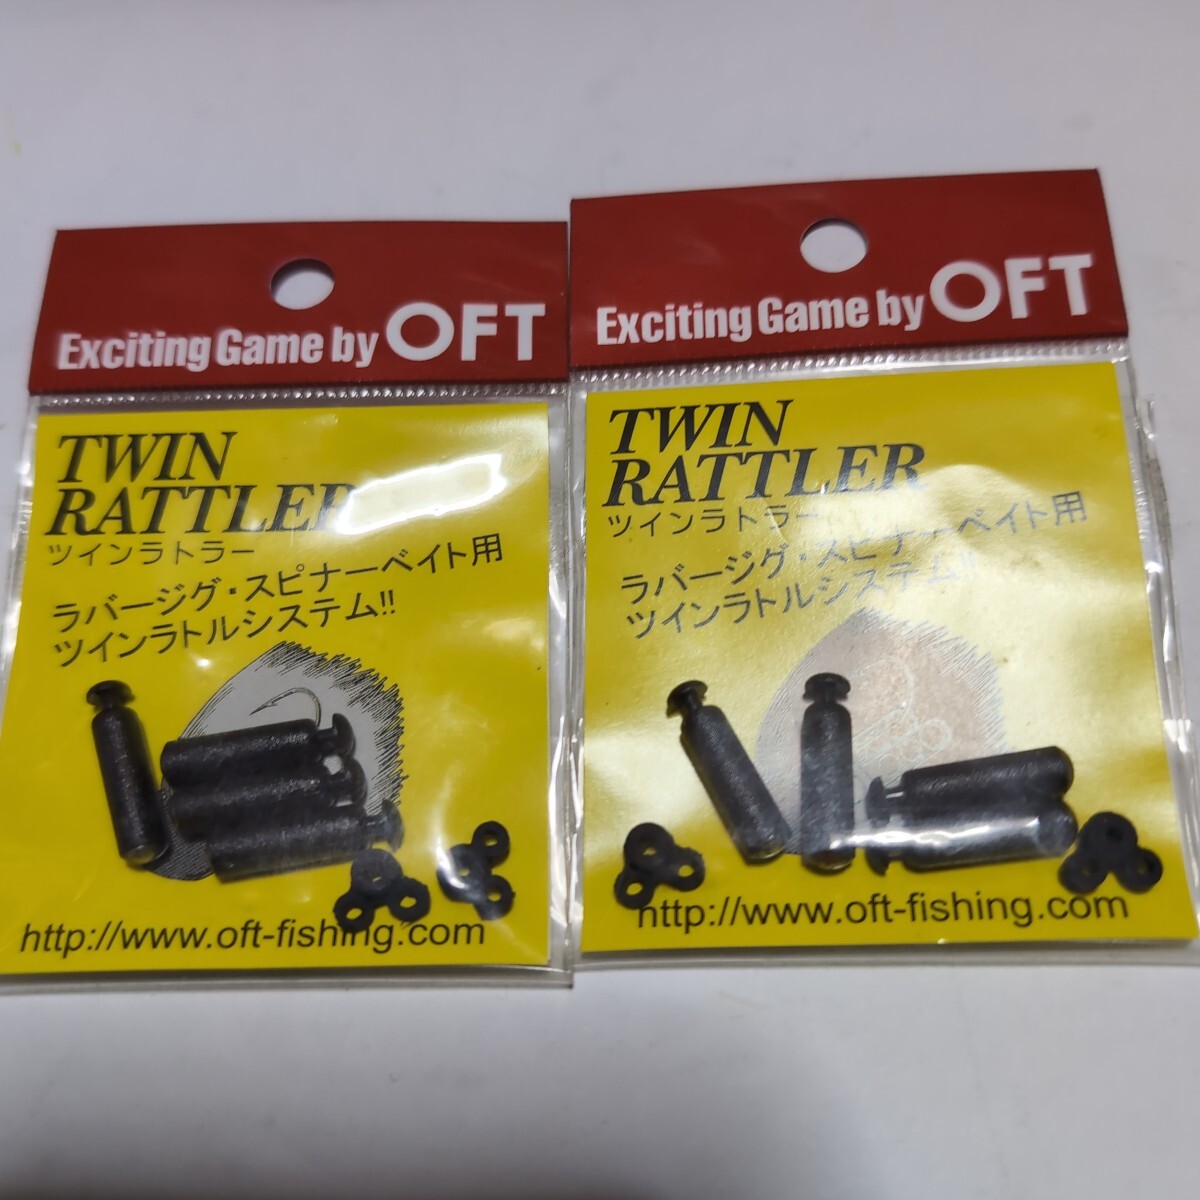 Exciting Game by OFT
TWIN
RATTLER
ツインラトラー
ラバージグ・スピナーベイト用
ツインラトルシステム!!
http://www.oft-fishing.com
Exciting Game by OFT
TWIN
RATTLER
ツインラトラー
ラバージグ・スピナーベイト用
ツインラトルシステム!!
http://www.oft-fishing.com